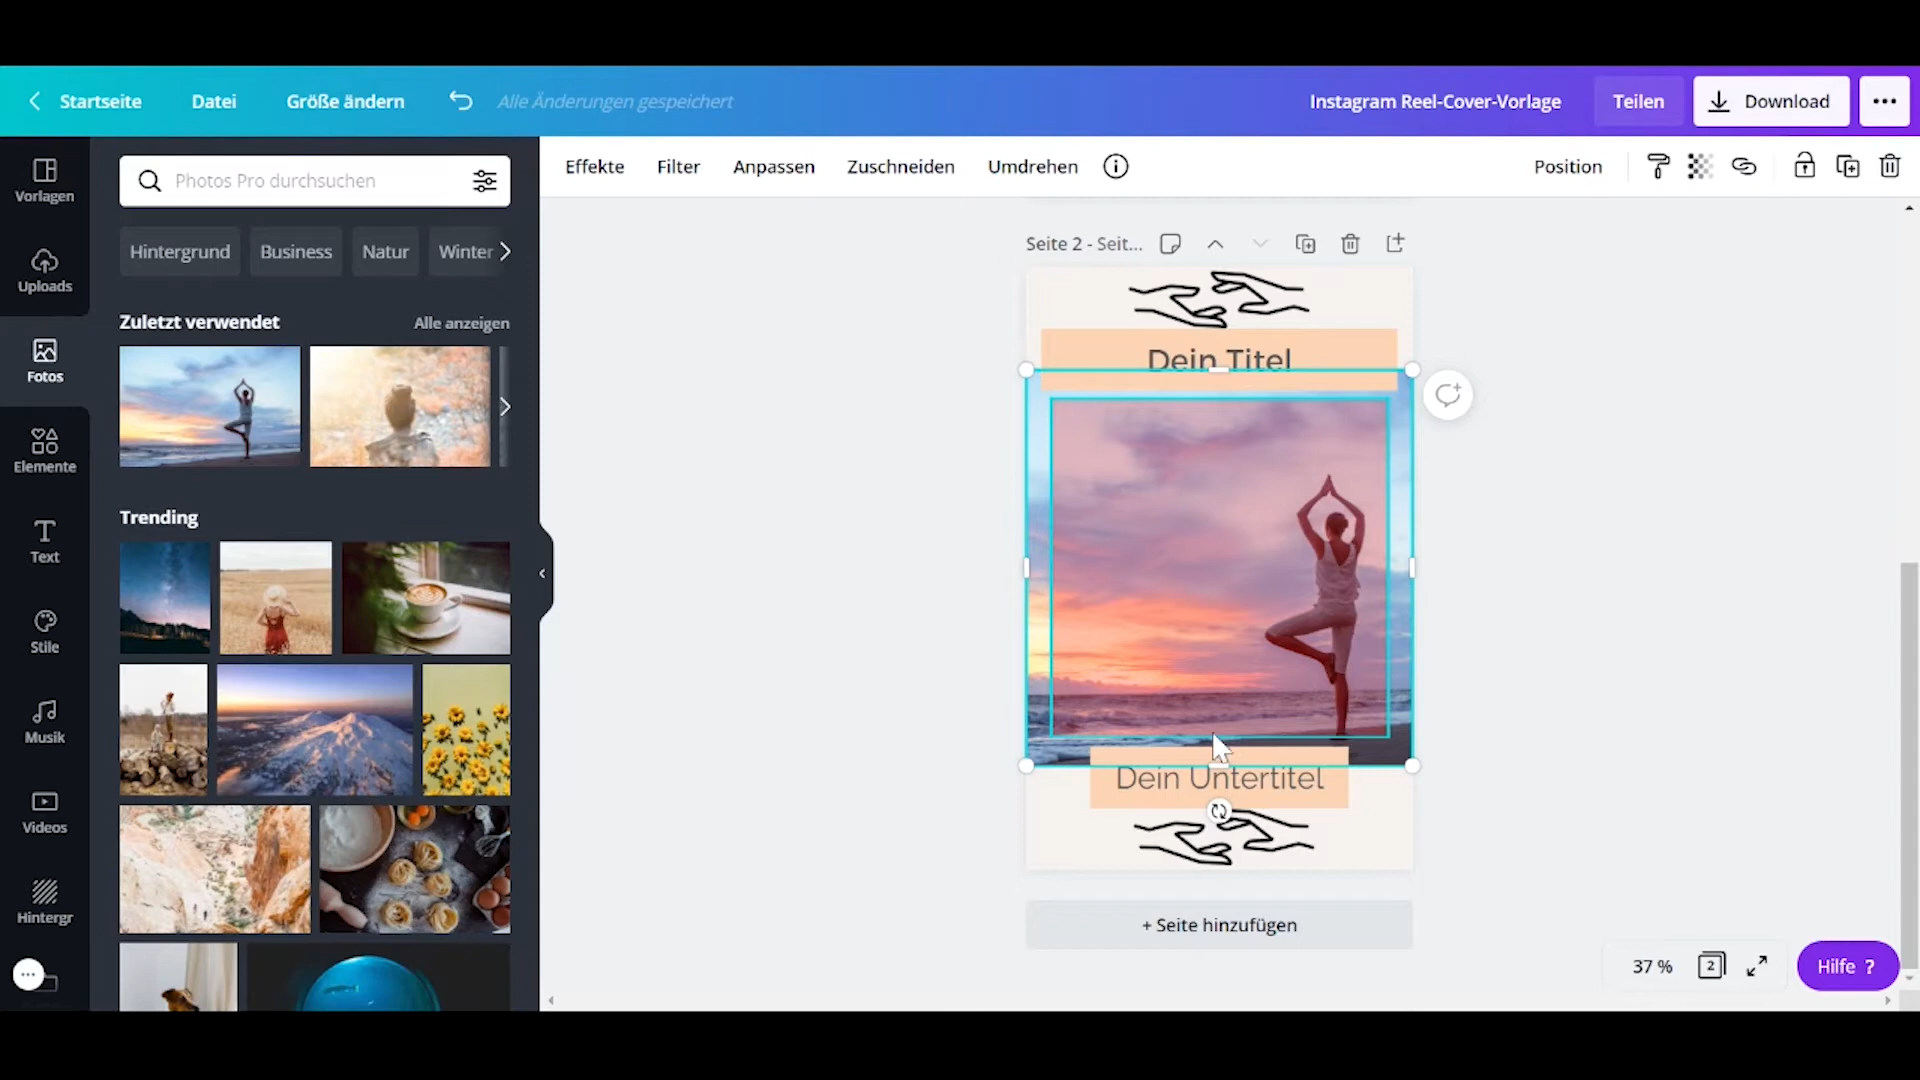 Startseite Datei Größe ändern Alle Änderungen gespeichert Instagram Reel-Cover-Vorlage Teilen Download
Effekte Filter Anpassen Zuschneiden Umdrehen Position
Vorlagen
Uploads
Fotos
Elemente
Text
Stile
Musik
Videos
Hintergr
Photos Pro durchsuchen
Hintergrund Business Natur Winter
Zuletzt verwendet Alle anzeigen
Trending
Seite 2 - Seit...
Dein Titel
Dein Untertitel
+ Seite hinzufügen
37 % 2 Hilfe ?